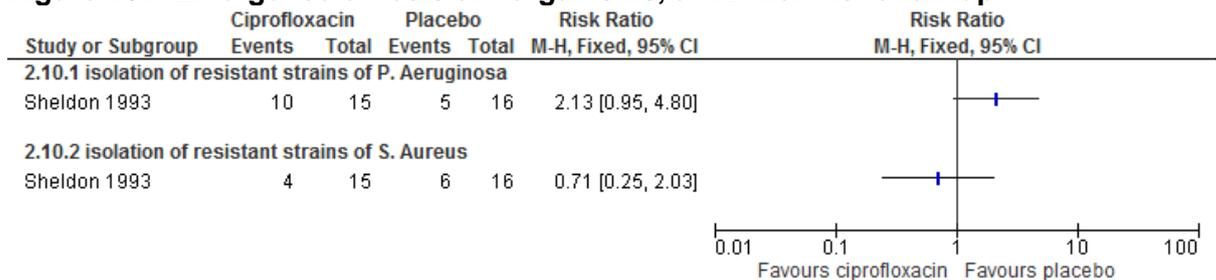 Ciprofloxacin Placebo Risk Ratio Risk Ratio
Study or Subgroup Events Total Events Total M-H, Fixed, 95% CI M-H, Fixed, 95% CI
2.10.1 isolation of resistant strains of P. Aeruginosa
Sheldon 1993 10 15 5 16 2.13 [0.95, 4.80]
2.10.2 isolation of resistant strains of S. Aureus
Sheldon 1993 4 15 6 16 0.71 [0.25, 2.03]
0.01 0.1 1 10 100
Favours ciprofloxacin Favours placebo